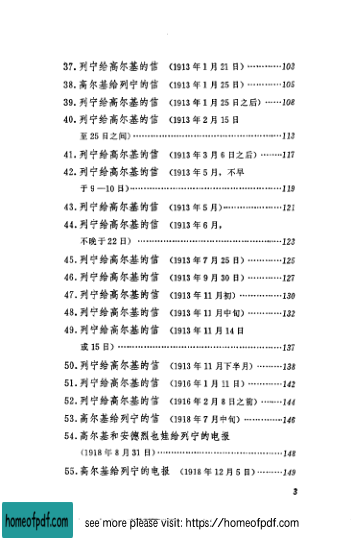 37. 列宁给高尔基的信 (1913 年 1 月 21 日)…………103
38. 高尔基给列宁的信 (1913 年 1 月 25 日)…………105
39. 列宁给高尔基的信 (1913 年 1 月 25 日之后)……108
40. 列宁给高尔基的信 (1913 年 2 月 15 日
至 25 日之间)…………………………………………113
41. 列宁给高尔基的信 (1913 年 3 月 6 日之后)………117
42. 列宁给高尔基的信 (1913 年 5 月, 不早
于 9 —10 日)…………………………………………119
43. 列宁给高尔基的信 (1913 年 5 月)…………………121
44. 列宁给高尔基的信 (1913 年 6 月,
不晚于 22 日) …………………………………………123
45. 列宁给高尔基的信 (1913 年 7 月 25 日)…………125
46. 列宁给高尔基的信 (1913 年 9 月 30 日)…………127
47. 列宁给高尔基的信 (1913 年 11 月初)……………130
48. 列宁给高尔基的信 (1913 年 11 月中旬)…………132
49. 列宁给高尔基的信 (1913 年 11 月 14 日
或 15 日)………………………………………………137
50. 列宁给高尔基的信 (1913 年 11 月下半月)………138
51. 列宁给高尔基的信 (1916 年 1 月 11 日)…………142
52. 列宁给高尔基的信 (1916 年 2 月 8 日之前)……144
53. 高尔基给列宁的信 (1918 年 7 月中旬)……………146
54. 高尔基和安德烈也娃给列宁的电报
(1918 年 8 月 31 日)……………………………………148
55. 高尔基给列宁的电报 (1918 年 12 月 5 日)………149
3
homeofpdf.com
see more please visit: https://homeofpdf.com